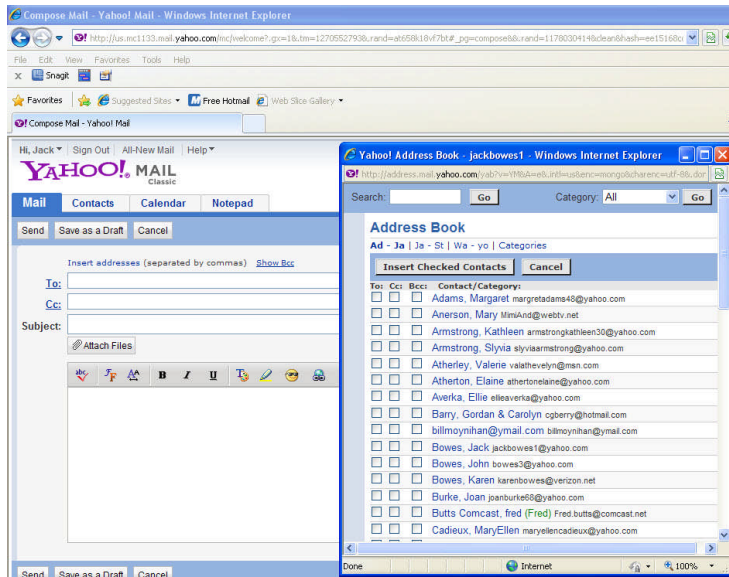 Compose Mail - Yahoo! Mail - Windows Internet Explorer
File Edit View Favorites Tools Help
x Snagit
Favorites Suggested Sites Free Hotmail Web Slice Gallery
Compose Mail - Yahoo! Mail
Hi, Jack Sign Out All-New Mail Help
YAHOO! MAIL
Classic
Mail Contacts Calendar Notepad
Send Save as a Draft Cancel
Insert addresses (separated by commas) Show Bcc
To:
Cc:
Subject:
Attach Files
B I U
Send Save as a Draft Cancel
Yahoo! Address Book - jackbowes1 - Windows Internet Explorer
Search: Go Category: All Go
Address Book
Ad - Ja | Ja - St | Wa - yo | Categories
Insert Checked Contacts Cancel
To: Cc: Bcc: Contact/Category:
Adams, Margaret margretadams48@yahoo.com
Anerson, Mary MimiAnd@webtv.net
Armstrong, Kathleen armstrongkathleen30@yahoo.com
Armstrong, Slyvia slyviaarmstrong@yahoo.com
Atherley, Valerie valathevelyn@msn.com
Atherton, Elaine athertonelaine@yahoo.com
Averka, Ellie ellieaverka@yahoo.com
Barry, Gordan & Carolyn cgberry@hotmail.com
billmoynihan@ymail.com billmoynihan@ymail.com
Bowes, Jack jackbowes1@yahoo.com
Bowes, John bowes3@yahoo.com
Bowes, Karen karenbowes@verizon.net
Burke, Joan joanburke68@yahoo.com
Butts Comcast, fred (Fred) Fred.butts@comcast.net
Cadieux, MaryEllen maryellencadieux@yahoo.com
Done Internet 100%